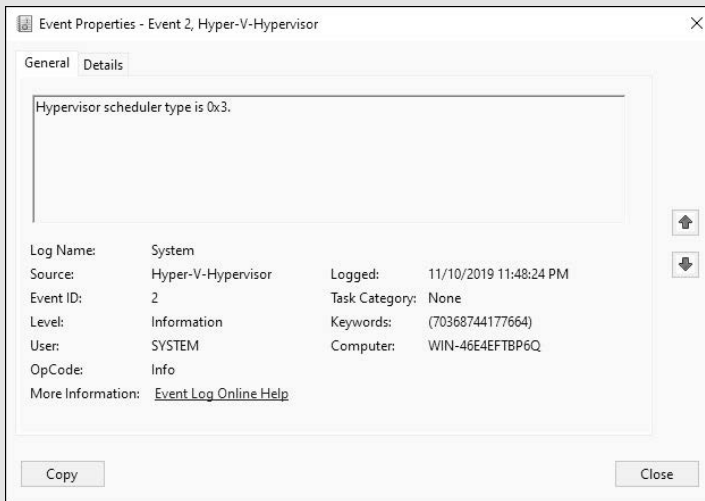 Event Properties - Event 2, Hyper-V-Hypervisor
General Details
Hypervisor scheduler type is 0x3.
Log Name: System
Source: Hyper-V-Hypervisor Logged: 11/10/2019 11:48:24 PM
Event ID: 2 Task Category: None
Level: Information Keywords: (70368744177664)
User: SYSTEM Computer: WIN-46E4EFTBP6Q
OpCode: Info
More Information: Event Log Online Help
Copy Close